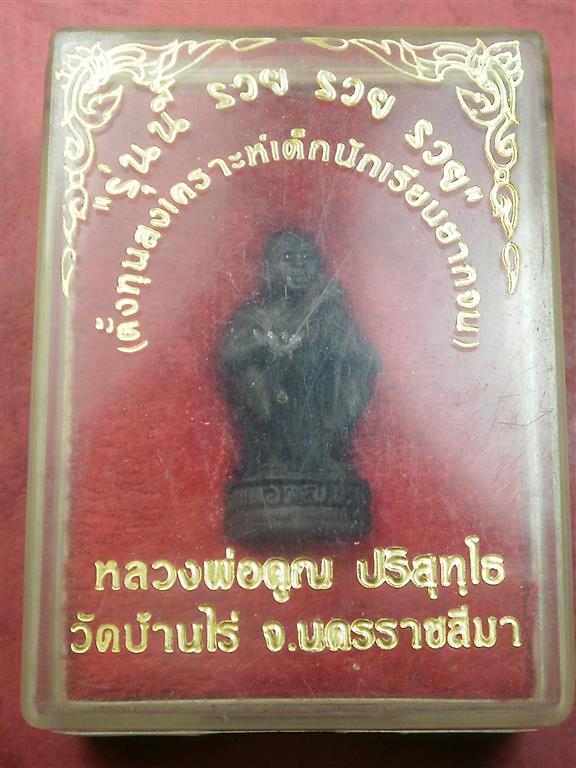 "รุ่นนี้ รวย รวย รวย"
(ตั้งทุนสงเคราะห์เด็กนักเรียนยากจน)
หลวงพ่อคูณ ปริสุทฺโธ
วัดบ้านไร่ จ.นครราชสีมา